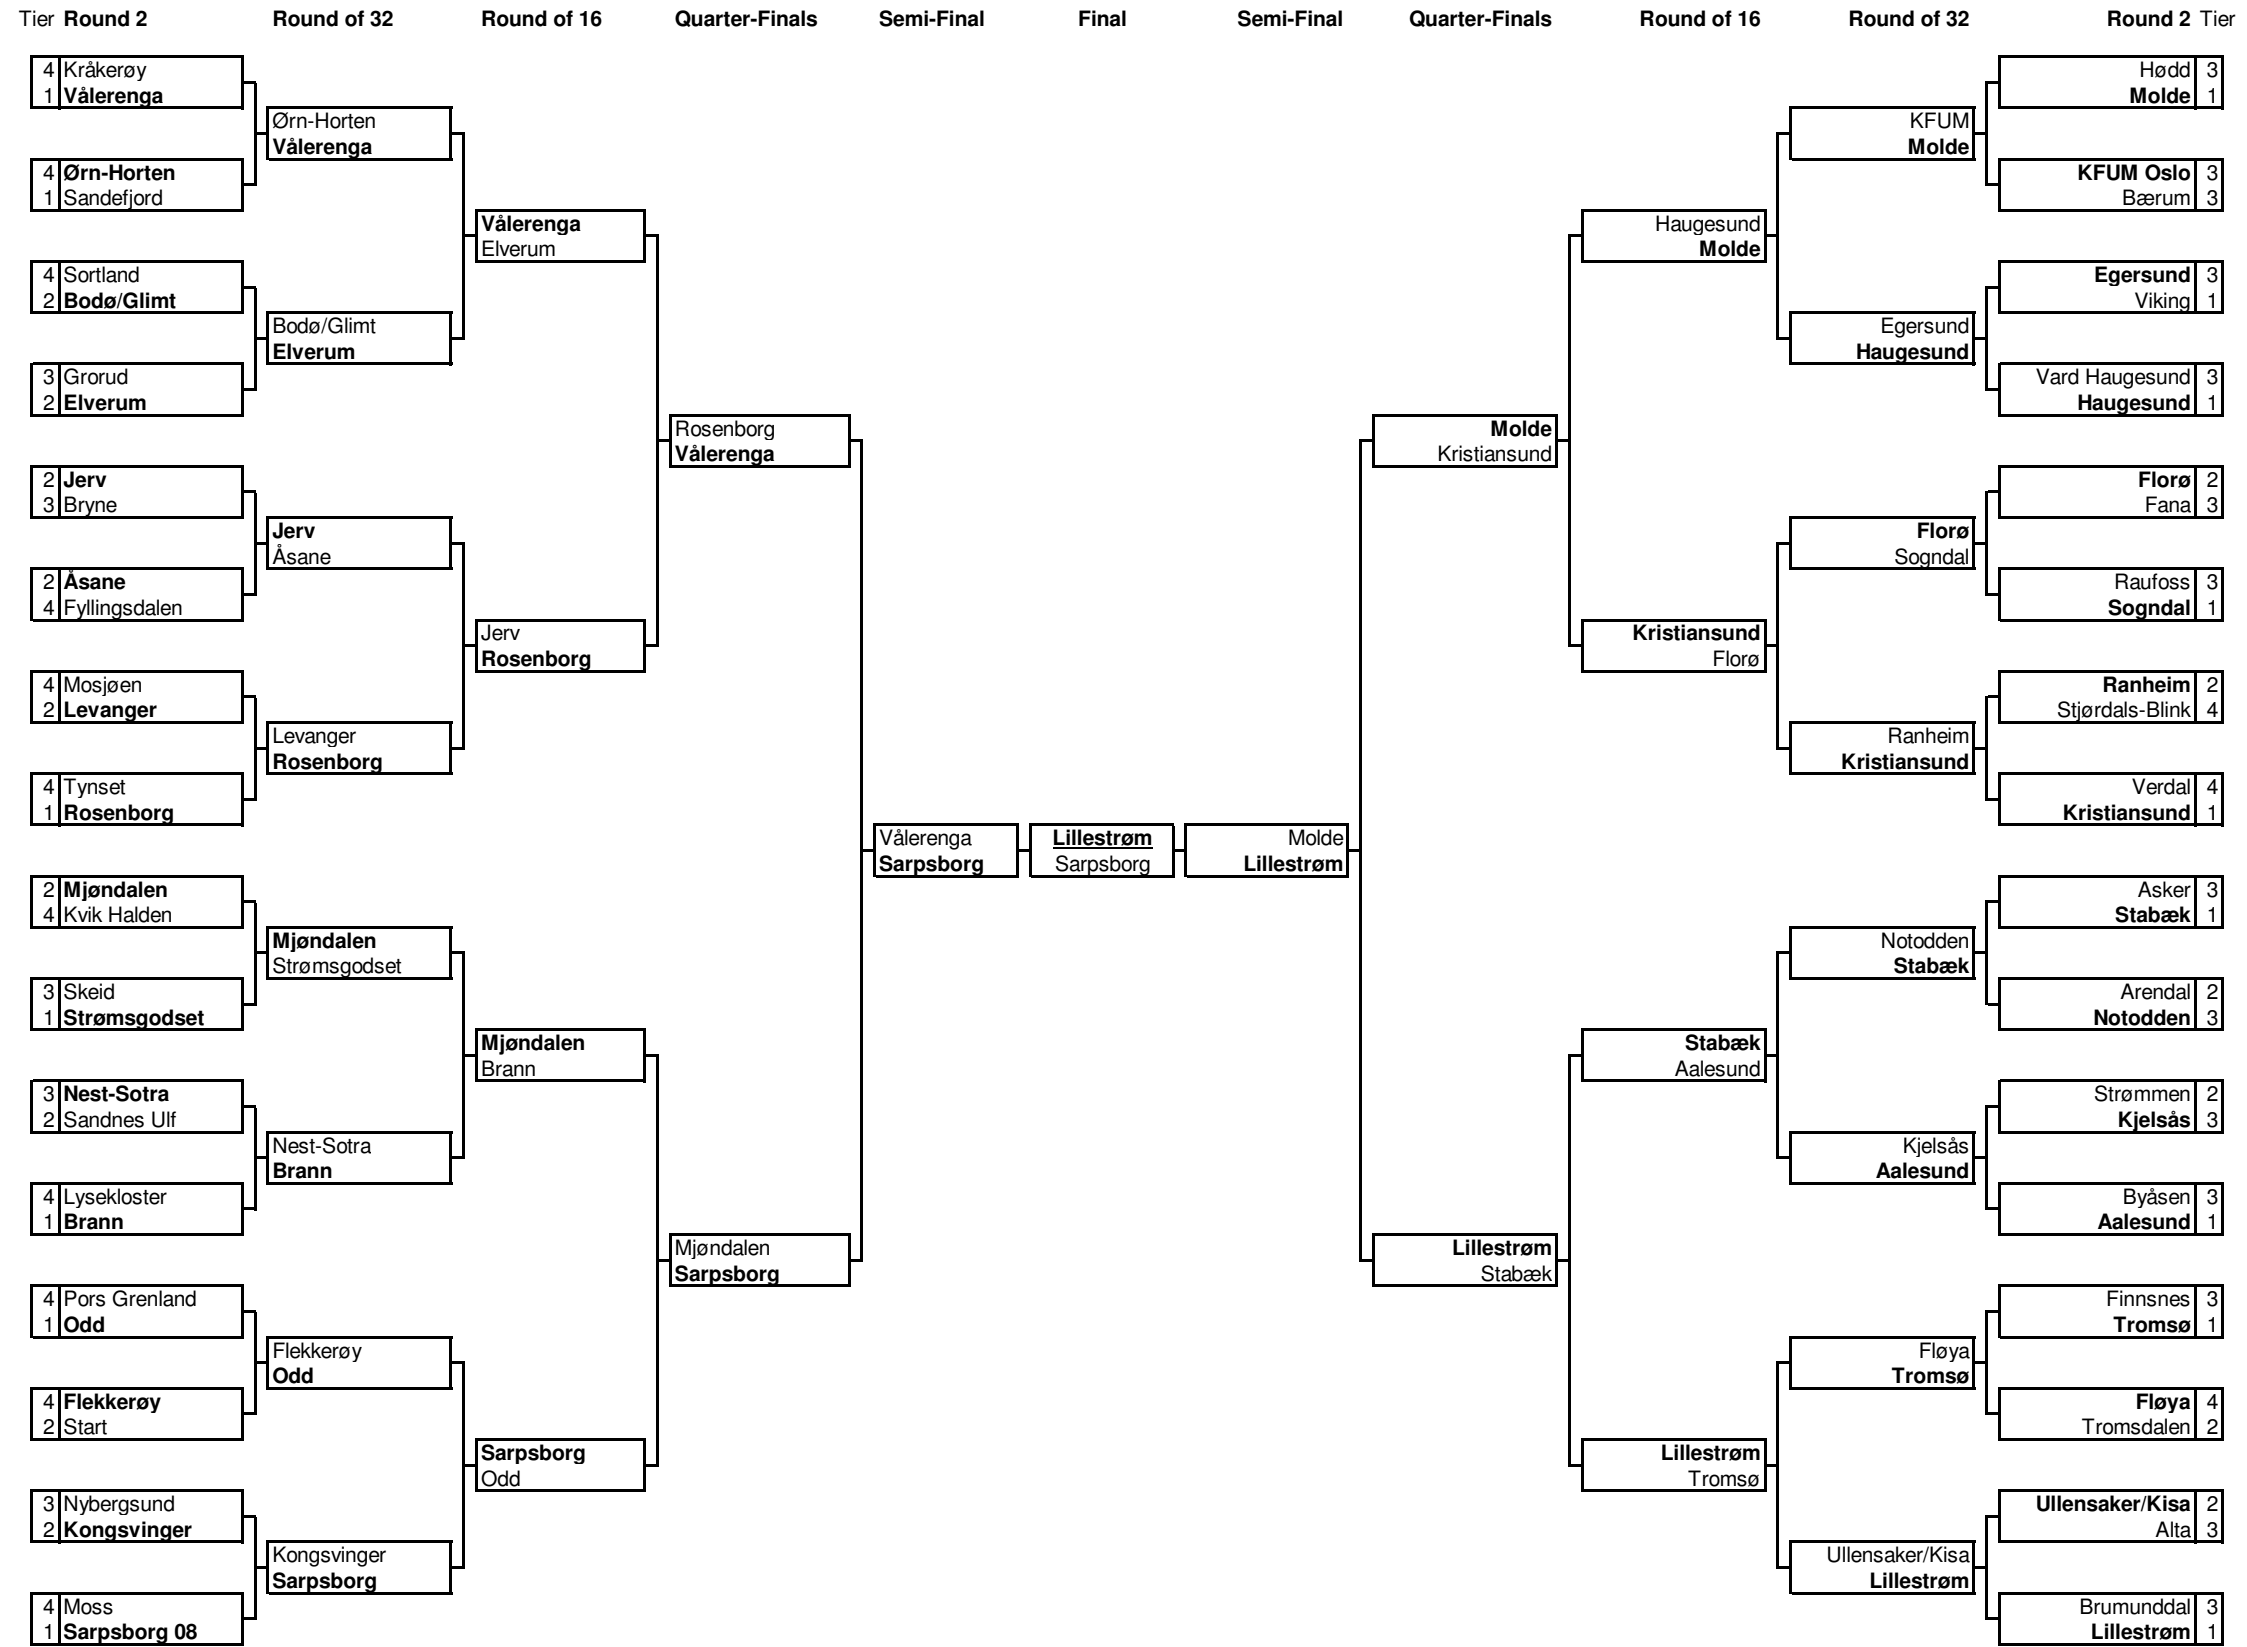 Tier Round 2 Round of 32 Round of 16 Quarter-Finals Semi-Final Final Semi-Final Quarter-Finals Round of 16 Round of 32 Round 2 Tier
4 Kråkerøy
1 Vålerenga
4 Ørn-Horten
1 Sandefjord
4 Sortland
2 Bodø/Glimt
3 Grorud
2 Elverum
2 Jerv
3 Bryne
2 Åsane
4 Fyllingsdalen
4 Mosjøen
2 Levanger
4 Tynset
1 Rosenborg
2 Mjøndalen
4 Kvik Halden
3 Skeid
1 Strømsgodset
3 Nest-Sotra
2 Sandnes Ulf
4 Lysekloster
1 Brann
4 Pors Grenland
1 Odd
4 Flekkerøy
2 Start
3 Nybergsund
2 Kongsvinger
4 Moss
1 Sarpsborg 08
Ørn-Horten
Vålerenga
Bodø/Glimt
Elverum
Jerv
Åsane
Levanger
Rosenborg
Mjøndalen
Strømsgodset
Nest-Sotra
Brann
Flekkerøy
Odd
Kongsvinger
Sarpsborg
Vålerenga
Elverum
Jerv
Rosenborg
Mjøndalen
Brann
Sarpsborg
Odd
Rosenborg
Vålerenga
Mjøndalen
Sarpsborg
Vålerenga
Sarpsborg
Lillestrøm
Sarpsborg
Molde
Lillestrøm
Molde
Kristiansund
Lillestrøm
Stabæk
Haugesund
Molde
Kristiansund
Florø
Stabæk
Aalesund
Lillestrøm
Tromsø
KFUM
Molde
Egersund
Haugesund
Florø
Sogndal
Ranheim
Kristiansund
Notodden
Stabæk
Kjelsås
Aalesund
Fløya
Tromsø
Ullensaker/Kisa
Lillestrøm
Hødd 3
Molde 1
KFUM Oslo 3
Bærum 3
Egersund 3
Viking 1
Vard Haugesund 3
Haugesund 1
Florø 2
Fana 3
Raufoss 3
Sogndal 1
Ranheim 2
Stjørdals-Blink 4
Verdal 4
Kristiansund 1
Asker 3
Stabæk 1
Arendal 2
Notodden 3
Strømmen 2
Kjelsås 3
Byåsen 3
Aalesund 1
Finnsnes 3
Tromsø 1
Fløya 4
Tromsdalen 2
Ullensaker/Kisa 2
Alta 3
Brumunddal 3
Lillestrøm 1